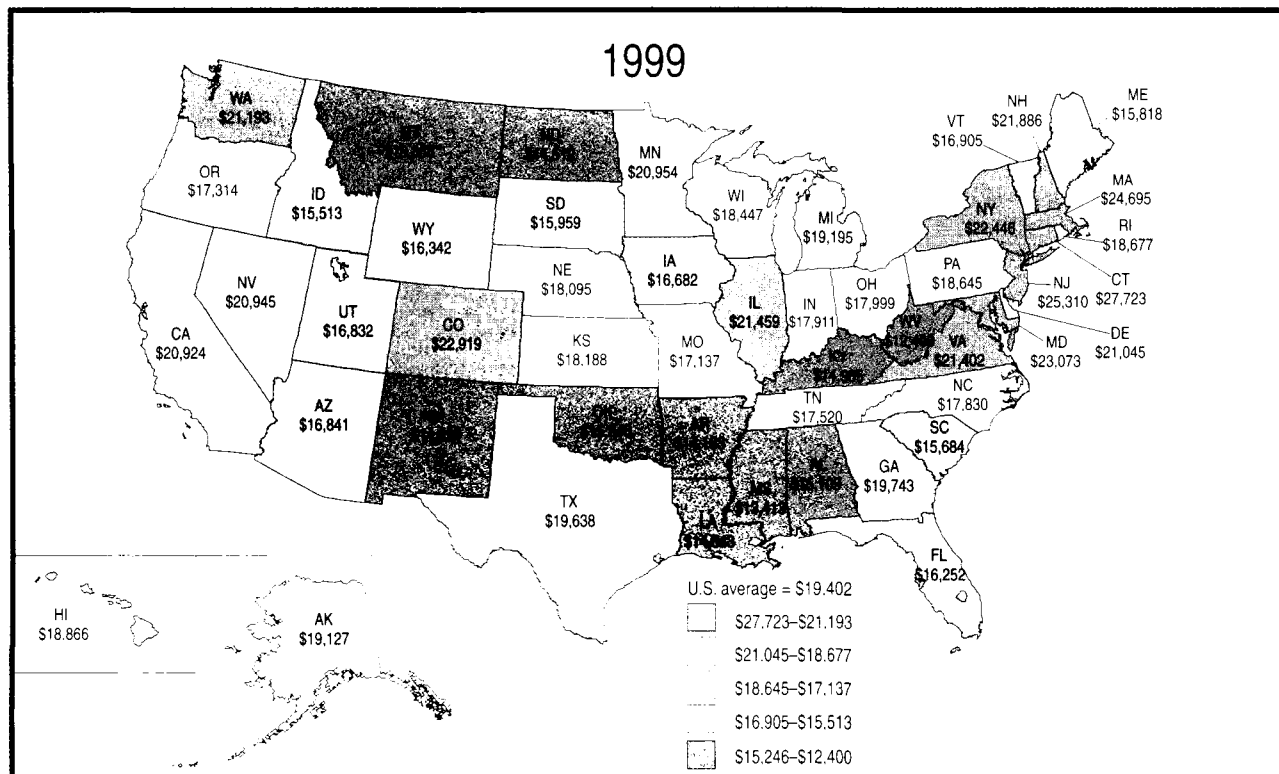 1999
WA
$21,193
OR
$17,314
ID
$15,513
MN
$20,954
SD
$15,959
WY
$16,342
NV
$20,945
UT
$16,832
CO
$22,919
CA
$20,924
AZ
$16,841
NE
$18,095
KS
$18.188
IA
$16,682
MO
$17,137
WI
$18,447
MI
$19,195
IL
$21,459
IN
$17,911
OH
$17,999
WV
VA
$21,402
PA
$18,645
NY
$22,446
VT
$16,905
NH
$21,886
ME
$15,818
MA
$24,695
RI
$18,677
CT
$27,723
NJ
$25,310
DE
$21,045
MD
$23,073
NC
$17,830
TN
$17,520
SC
$15,684
GA
$19,743
TX
$19,638
LA
FL
$16,252
HI
$18.866
AK
$19,127
U.S. average = $19.402
$27.723–$21.193
$21.045–$18.677
$18.645–$17.137
$16.905–$15.513
$15.246–$12.400